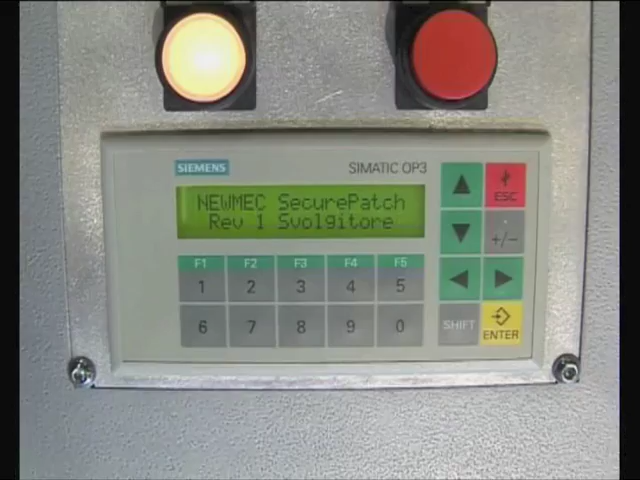 SIEMENS
SIMATIC OP3
NEWMEC SecurePatch
Rev 1 Svolgitore
F1 F2 F3 F4 F5
1 2 3 4 5
6 7 8 9 0
ESC
+/-
SHIFT
ENTER